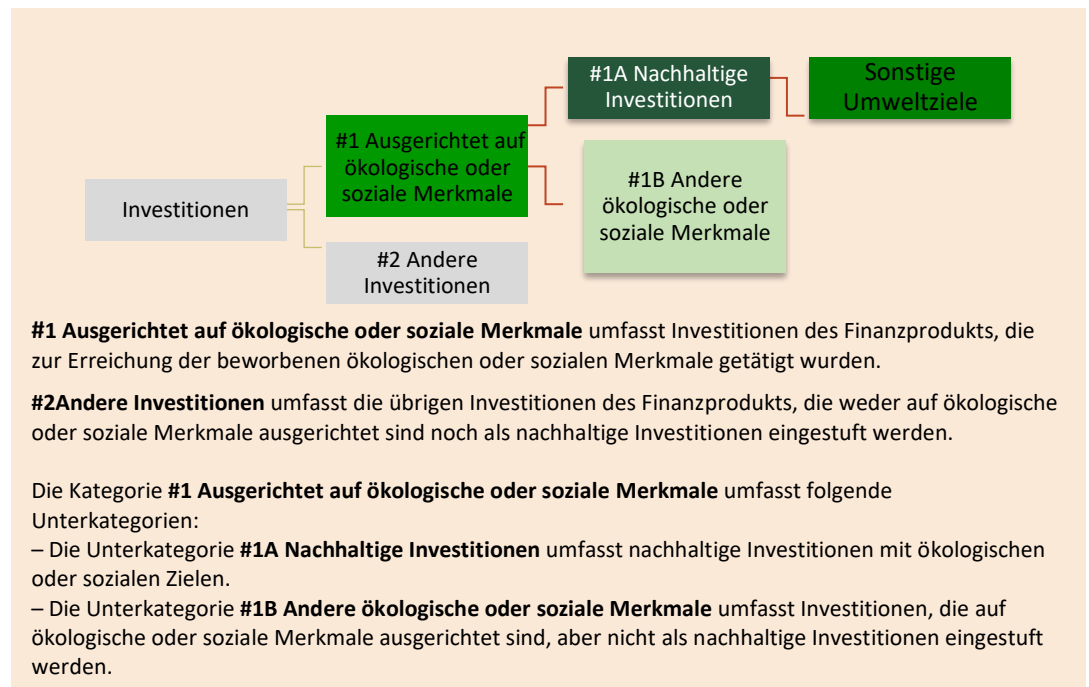 #1A Nachhaltige
Investitionen
Sonstige
Umweltziele
#1 Ausgerichtet auf
ökologische oder
soziale Merkmale
#1B Andere
ökologische oder
soziale Merkmale
Investitionen
#2 Andere
Investitionen
#1 Ausgerichtet auf ökologische oder soziale Merkmale umfasst Investitionen des Finanzprodukts, die
zur Erreichung der beworbenen ökologischen oder sozialen Merkmale getätigt wurden.
#2Andere Investitionen umfasst die übrigen Investitionen des Finanzprodukts, die weder auf ökologische
oder soziale Merkmale ausgerichtet sind noch als nachhaltige Investitionen eingestuft werden.
Die Kategorie #1 Ausgerichtet auf ökologische oder soziale Merkmale umfasst folgende
Unterkategorien:
– Die Unterkategorie #1A Nachhaltige Investitionen umfasst nachhaltige Investitionen mit ökologischen
oder sozialen Zielen.
– Die Unterkategorie #1B Andere ökologische oder soziale Merkmale umfasst Investitionen, die auf
ökologische oder soziale Merkmale ausgerichtet sind, aber nicht als nachhaltige Investitionen eingestuft
werden.